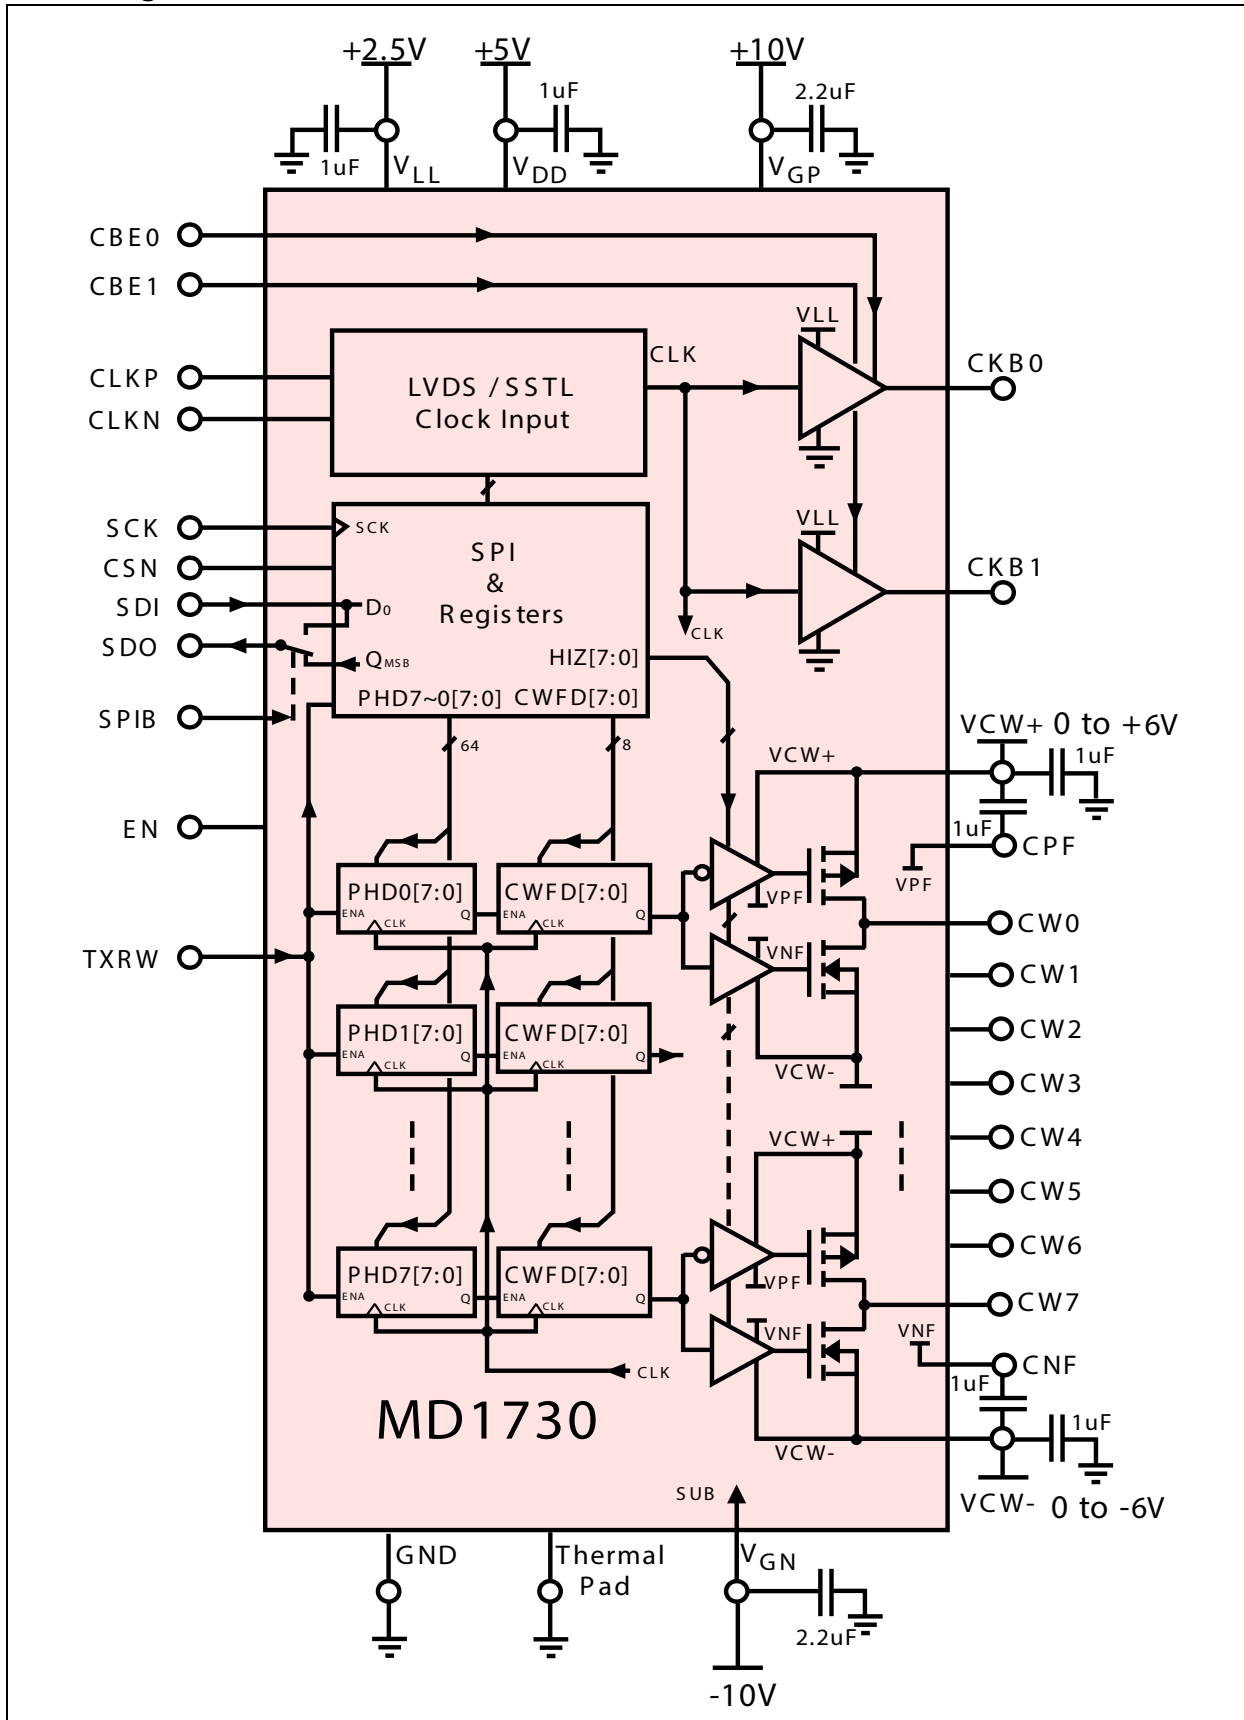 +2.5V
+5V
+10V
1uF
2.2uF
1uF
VLL
VDD
VGP
CBE0
CBE1
VLL
CLK
CLKP
LVDS / SSTL
Clock Input
CKB0
CLKN
SCK
SCK
SPI
&
Registers
VLL
CSN
CKB1
SDI
D0
SDO
QMSB
CLK
HIZ[7:0]
PHD7~0[7:0]
CWFD[7:0]
SPIB
64
8
VCW+ 0 to +6V
VCW+
1uF
1uF
EN
CPF
VPF
PHD0[7:0]
CWFD[7:0]
VPF
ENA
CLK
Q
ENA
CLK
Q
CW0
TXRW
VNF
CW1
PHD1[7:0]
CWFD[7:0]
CW2
ENA
CLK
Q
ENA
CLK
Q
VCW-
CW3
VCW+
CW4
CW5
CW6
PHD7[7:0]
CWFD[7:0]
VPF
ENA
CLK
Q
ENA
CLK
Q
CW7
VNF
VNF
CLK
CNF
1uF
MD1730
1uF
VCW-
SUB
VCW- 0 to -6V
GND
Thermal
Pad
VGN
2.2uF
-10V